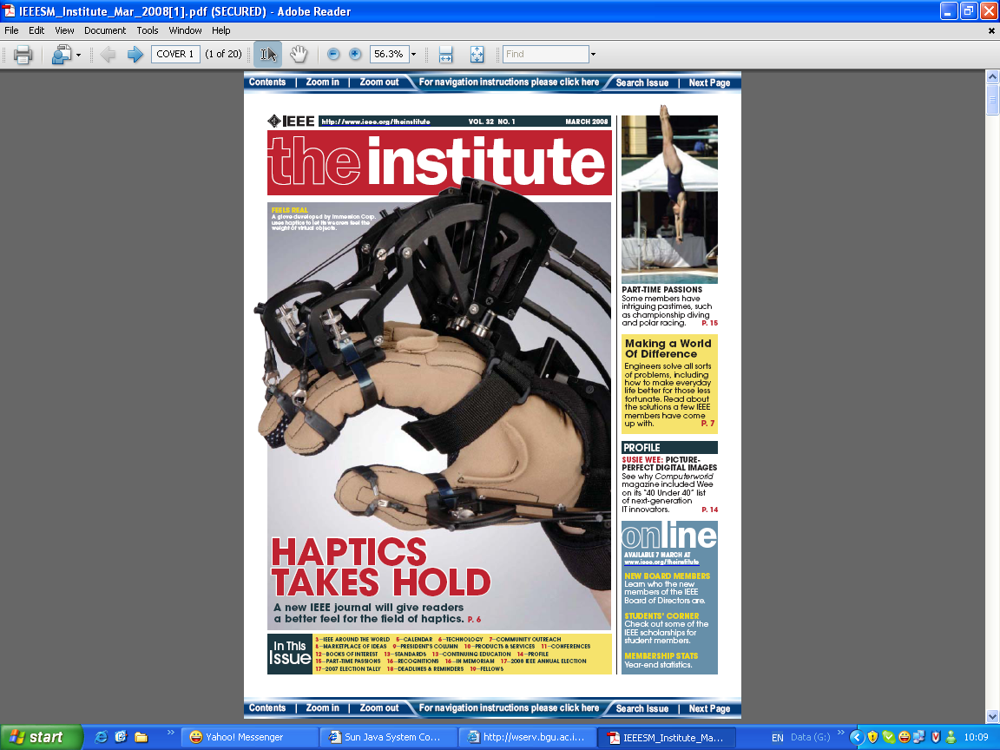 IEEESM_Institute_Mar_2008[1].pdf (SECURED) - Adobe Reader
File Edit View Document Tools Window Help
COVER 1 (1 of 20) 56.3% Find
Contents | Zoom in | Zoom out For navigation instructions please click here Search Issue | Next Page
IEEE http://www.ieee.org/theinstitute VOL. 32 NO. 1 MARCH 2008
the institute
FEELS REAL
A glove developed by Immersion Corp.
uses haptics to let its wearers feel the
weight of virtual objects.
HAPTICS
TAKES HOLD
A new IEEE journal will give readers
a better feel for the field of haptics. P. 6
In This
Issue
3—IEEE AROUND THE WORLD 5—CALENDAR 6—TECHNOLOGY 7—COMMUNITY OUTREACH
8—MARKETPLACE OF IDEAS 9—PRESIDENT'S COLUMN 10—PRODUCTS & SERVICES 11—CONFERENCES
12—BOOKS OF INTEREST 13—STANDARDS 13—CONTINUING EDUCATION 14—PROFILE
15—PART-TIME PASSIONS 16—RECOGNITIONS 16—IN MEMORIAM 17—2008 IEEE ANNUAL ELECTION
17—2007 ELECTION TALLY 18—DEADLINES & REMINDERS 19—FELLOWS
PART-TIME PASSIONS
Some members have
intriguing pastimes, such
as championship diving
and polar racing. P. 15
Making a World
Of Difference
Engineers solve all sorts
of problems, including
how to make everyday
life better for those less
fortunate. Read about
the solutions a few IEEE
members have come
up with. P. 7
PROFILE
SUSIE WEE: PICTURE-
PERFECT DIGITAL IMAGES
See why Computerworld
magazine included Wee
on its "40 Under 40" list
of next-generation
IT innovators. P. 14
online
AVAILABLE 7 MARCH AT
www.ieee.org/theinstitute
NEW BOARD MEMBERS
Learn who the new
members of the IEEE
Board of Directors are.
STUDENTS' CORNER
Check out some of the
IEEE scholarships for
student members.
MEMBERSHIP STATS
Year-end statistics.
Contents | Zoom in | Zoom out For navigation instructions please click here Search Issue | Next Page
start Yahoo! Messenger Sun Java System Co... http://wserv.bgu.ac.i... IEEESM_Institute_Ma... EN Data (G:) 10:09